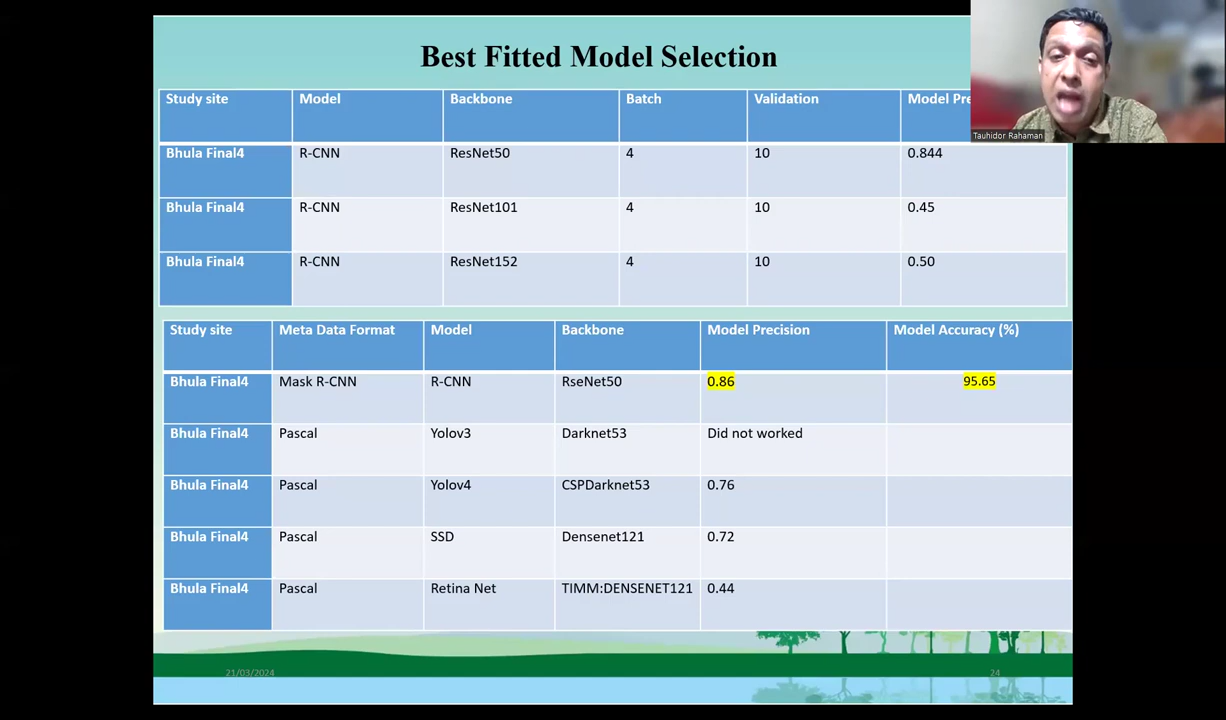 Best Fitted Model Selection
Study site Model Backbone Batch Validation Model Pre
Bhula Final4 R-CNN ResNet50 4 10 0.844
Bhula Final4 R-CNN ResNet101 4 10 0.45
Bhula Final4 R-CNN ResNet152 4 10 0.50
Study site Meta Data Format Model Backbone Model Precision Model Accuracy (%)
Bhula Final4 Mask R-CNN R-CNN RseNet50 0.86 95.65
Bhula Final4 Pascal Yolov3 Darknet53 Did not worked
Bhula Final4 Pascal Yolov4 CSPDarknet53 0.76
Bhula Final4 Pascal SSD Densenet121 0.72
Bhula Final4 Pascal Retina Net TIMM:DENSENET121 0.44
21/03/2024 24
Tauhidor Rahaman